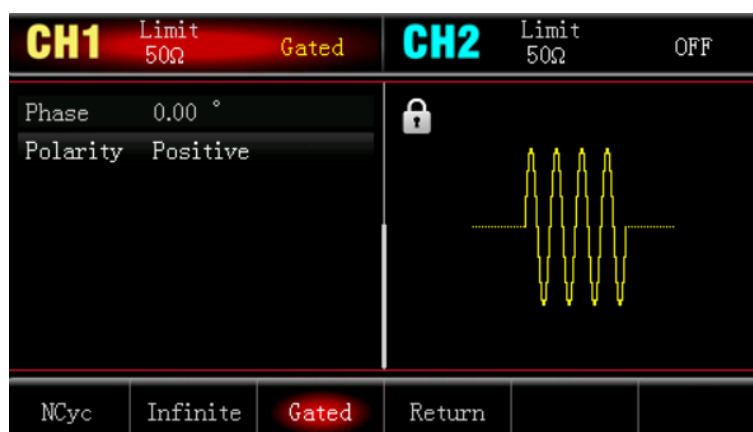 CH1 Limit 50Ω Gated CH2 Limit 50Ω OFF
Phase 0.00 °
Polarity Positive
NCyc Infinite Gated Return